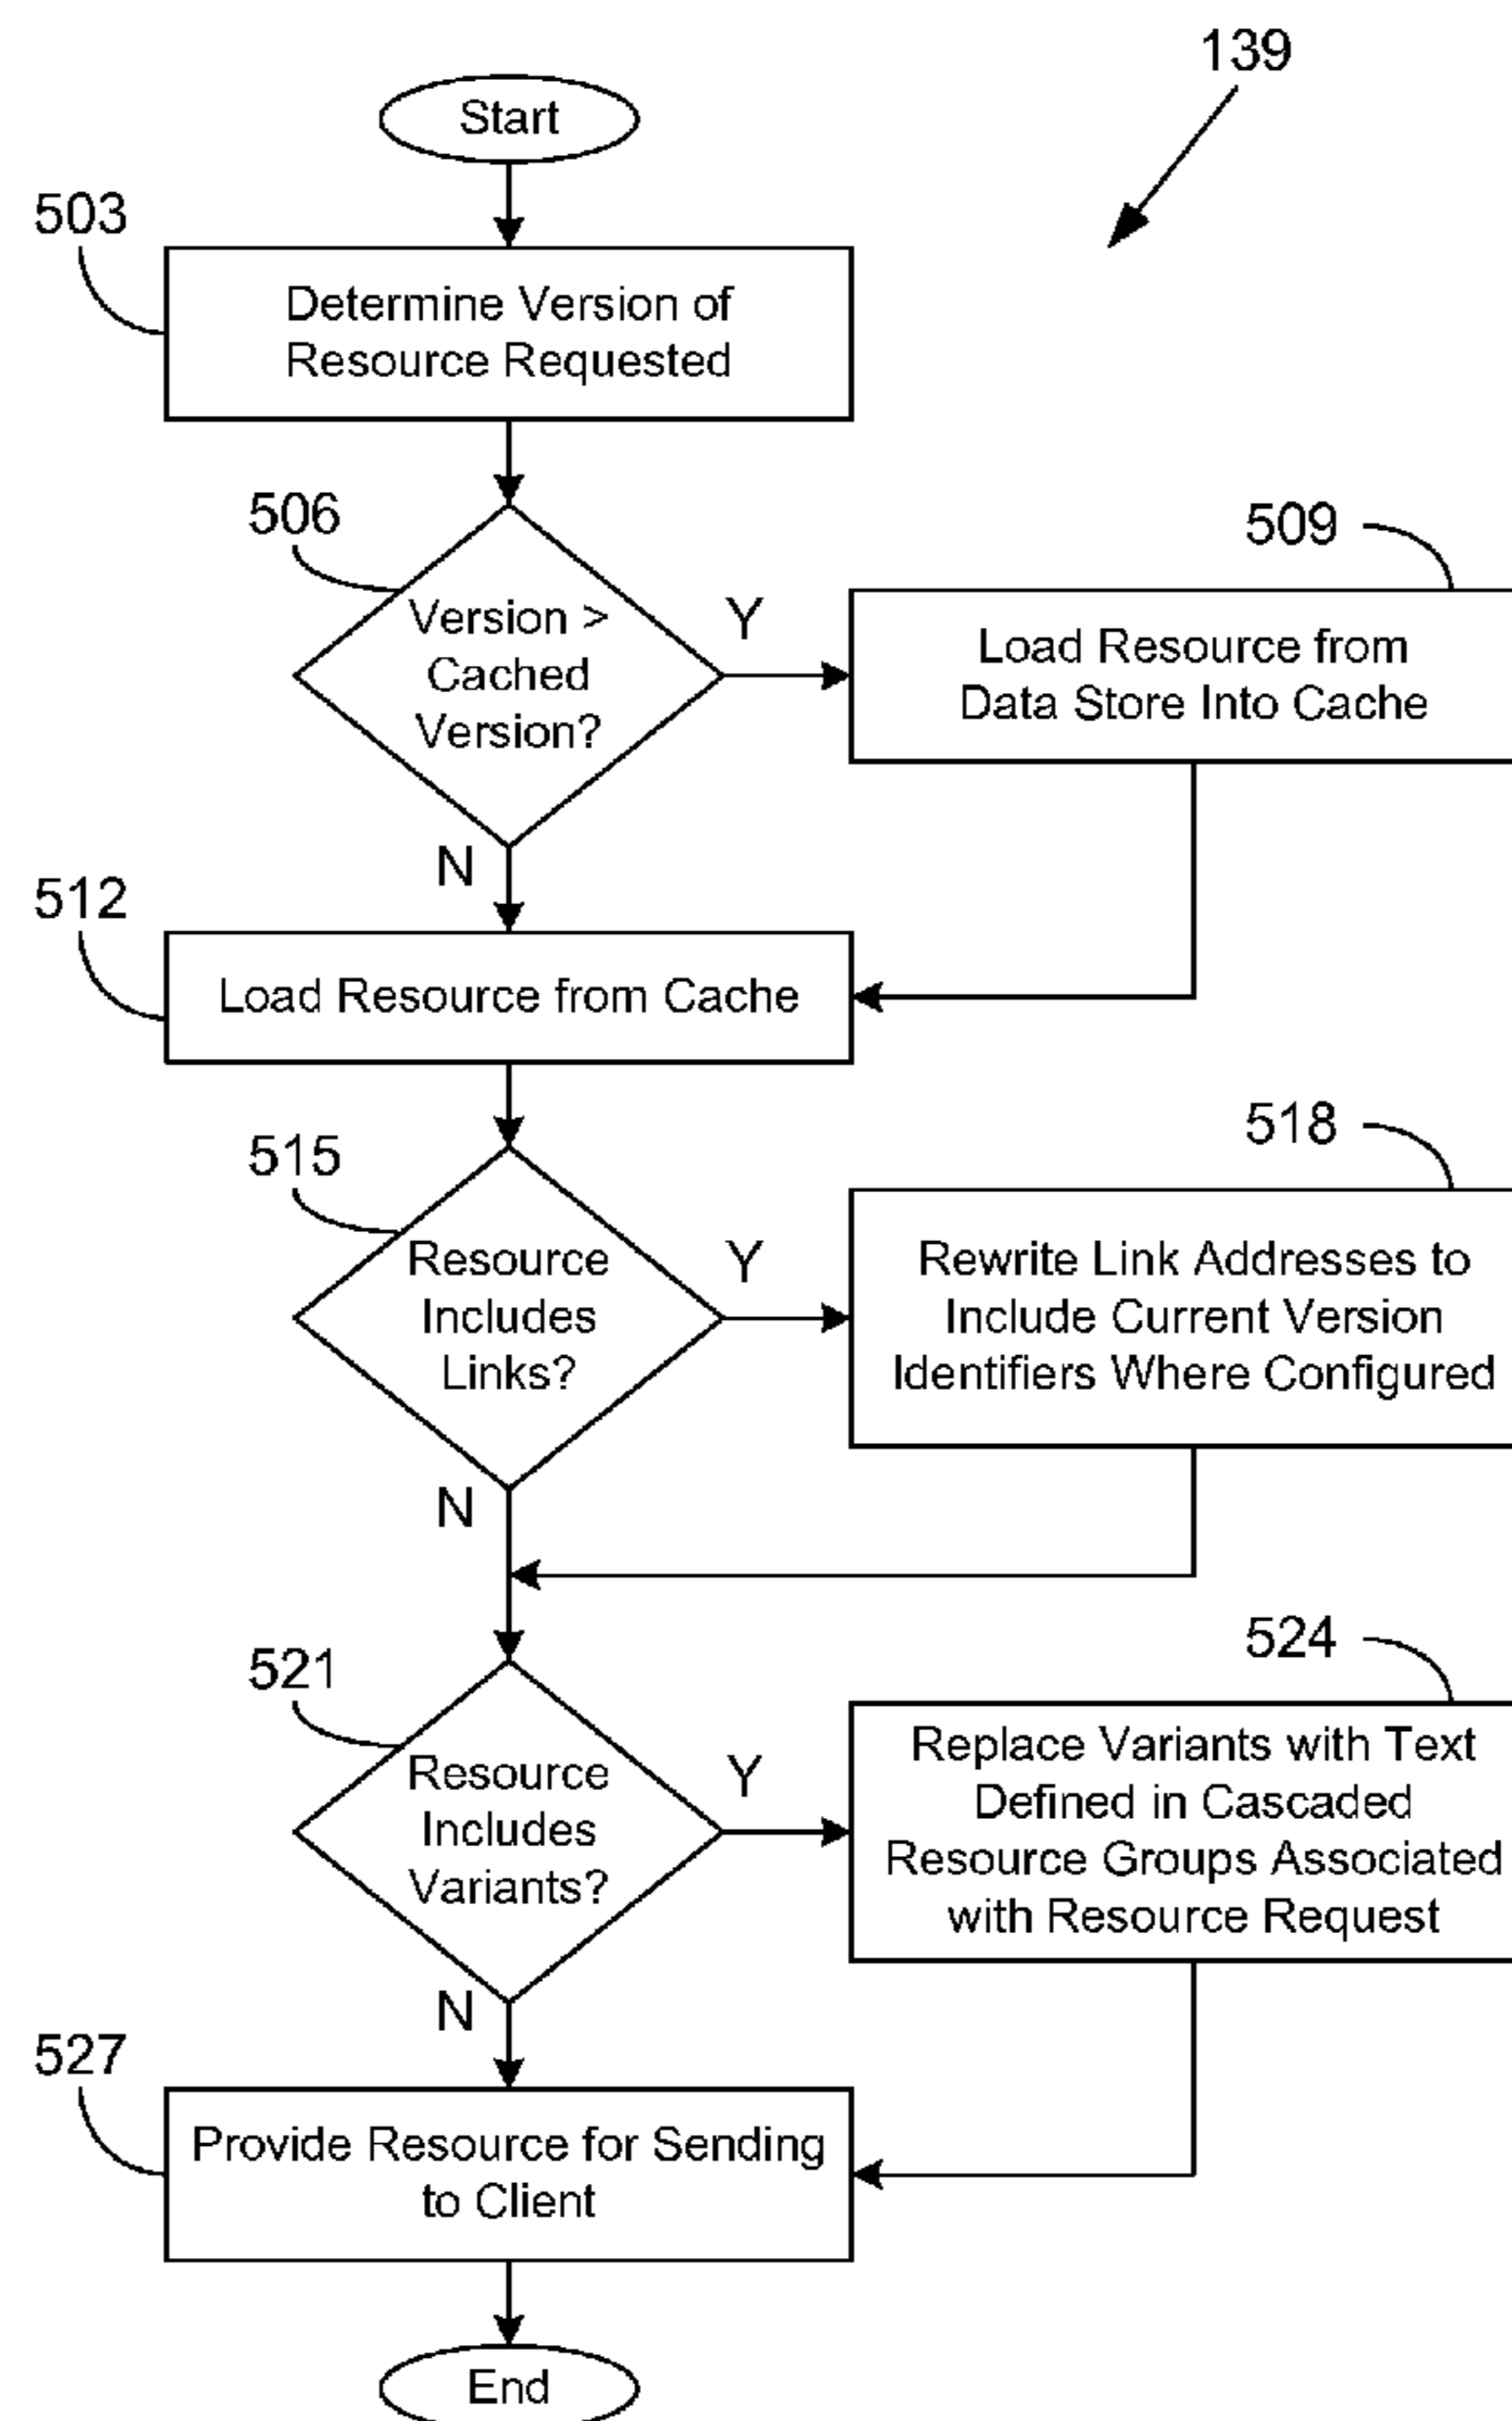 139
Start
503
Determine Version of
Resource Requested
506
Version >
Cached
Version?
Y
N
509
Load Resource from
Data Store Into Cache
512
Load Resource from Cache
515
Resource
Includes
Links?
Y
N
518
Rewrite Link Addresses to
Include Current Version
Identifiers Where Configured
521
Resource
Includes
Variants?
Y
N
524
Replace Variants with Text
Defined in Cascaded
Resource Groups Associated
with Resource Request
527
Provide Resource for Sending
to Client
End